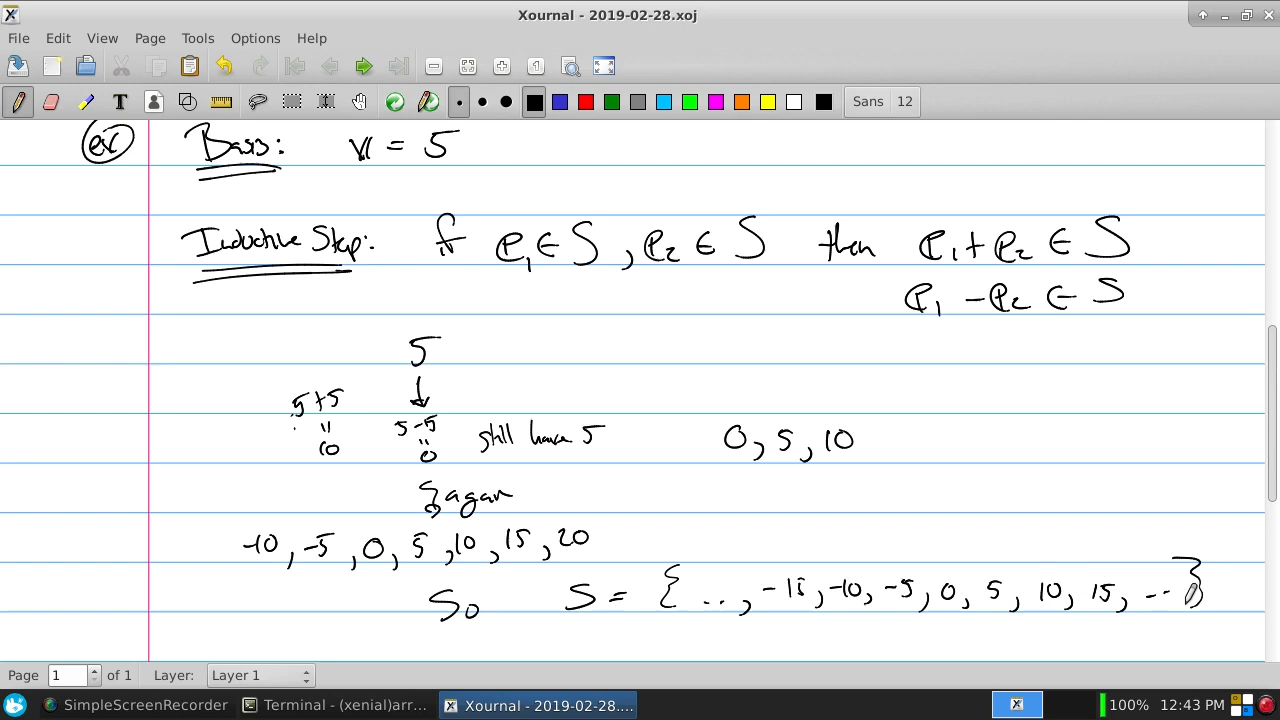 Xournal - 2019-02-28.xoj
File Edit View Page Tools Options Help
Sans 12
ex Basis: x = 5
Inductive Step: if e₁ ∈ S, e₂ ∈ S then e₁ + e₂ ∈ S
e₁ - e₂ ∈ S
5
5+5
5-5
=
10
=
0
still have 5
0, 5, 10
again
-10, -5, 0, 5, 10, 15, 20
So S = { .., -15, -10, -5, 0, 5, 10, 15, -- }
Page 1 of 1 Layer: Layer 1
SimpleScreenRecorder Terminal - (xenial)arr... Xournal - 2019-02-28.... 100% 12:43 PM